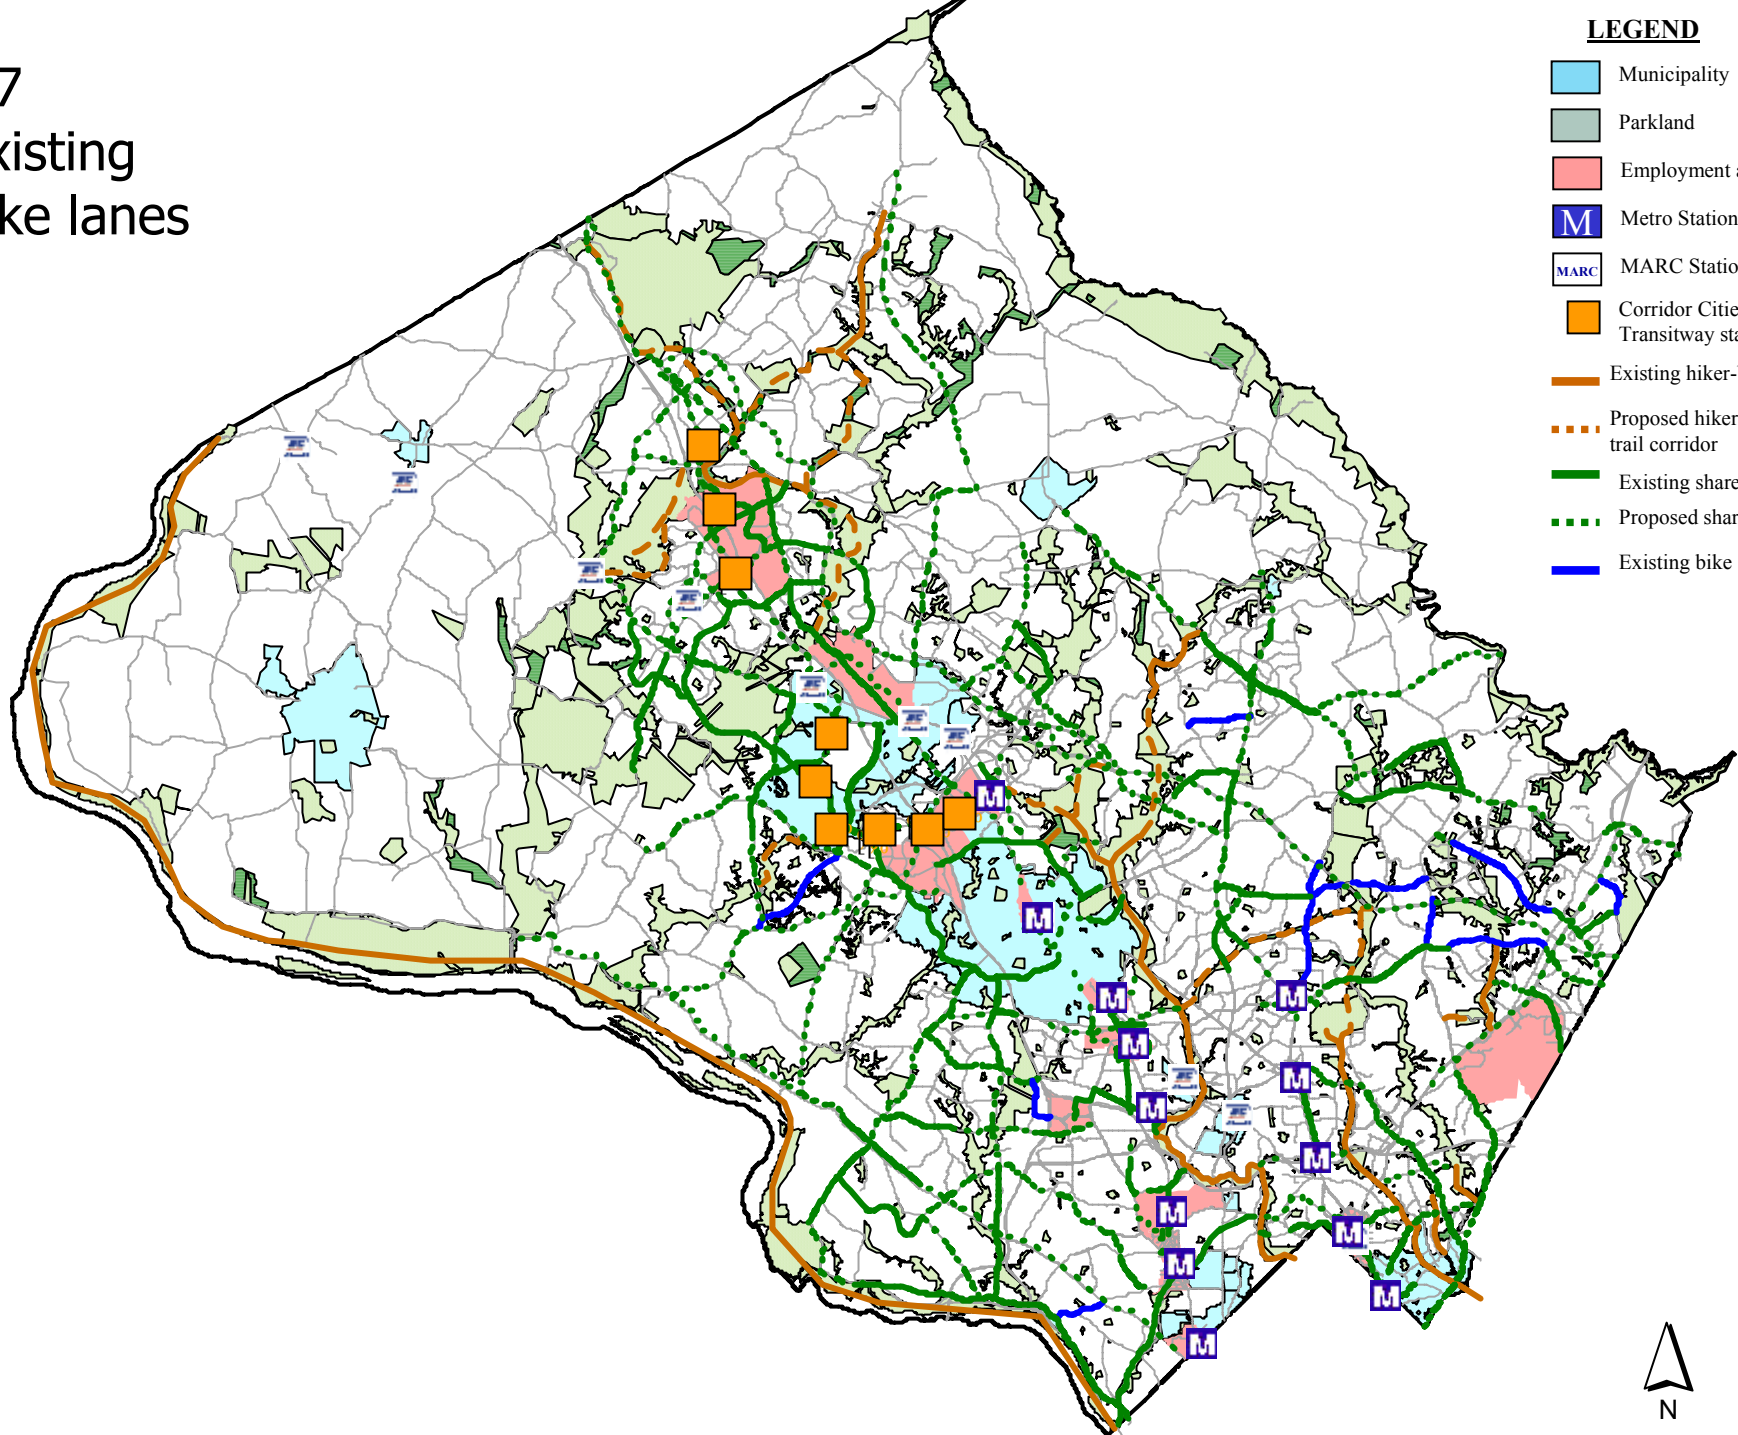 7
xisting
ke lanes
LEGEND
Municipality
Parkland
Employment a
M
Metro Station
MARC
MARC Statio
Corridor Citie
Transitway sta
Existing hiker-
Proposed hiker
trail corridor
Existing share
Proposed shar
Existing bike
M
M
M
M
M
M
M
M
M
M
M
M
M
N